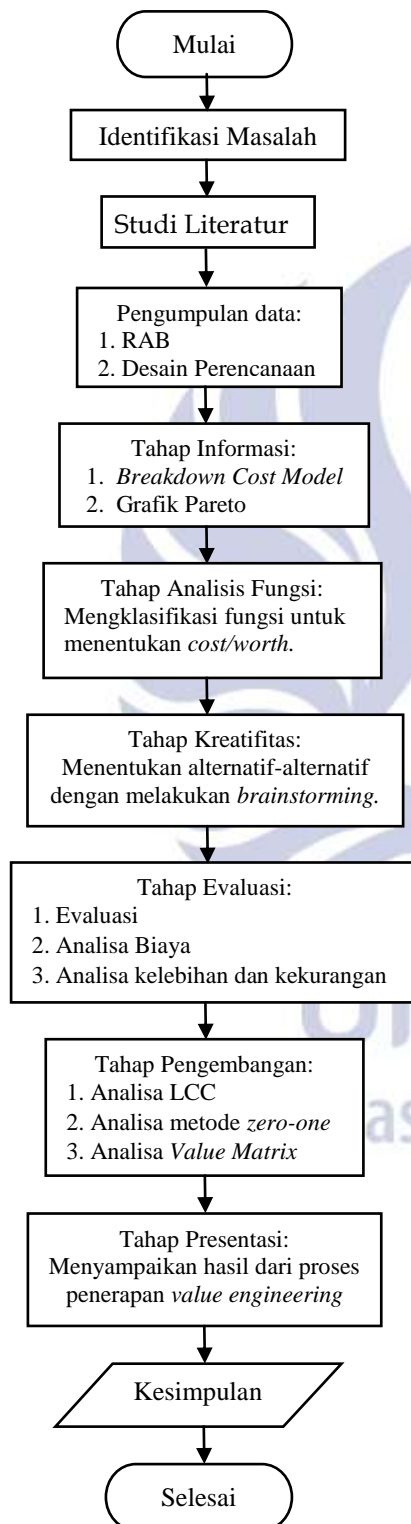 Mulai
Identifikasi Masalah
Studi Literatur
Pengumpulan data:
1. RAB
2. Desain Perencanaan
Tahap Informasi:
1. Breakdown Cost Model
2. Grafik Pareto
Tahap Analisis Fungsi:
Mengklasifikasi fungsi untuk
menentukan cost/worth.
Tahap Kreatifitas:
Menentukan alternatif-alternatif
dengan melakukan brainstorming.
Tahap Evaluasi:
1. Evaluasi
2. Analisa Biaya
3. Analisa kelebihan dan kekurangan
Tahap Pengembangan:
1. Analisa LCC
2. Analisa metode zero-one
3. Analisa Value Matrix
Tahap Presentasi:
Menyampaikan hasil dari proses
penerapan value engineering
Kesimpulan
Selesai